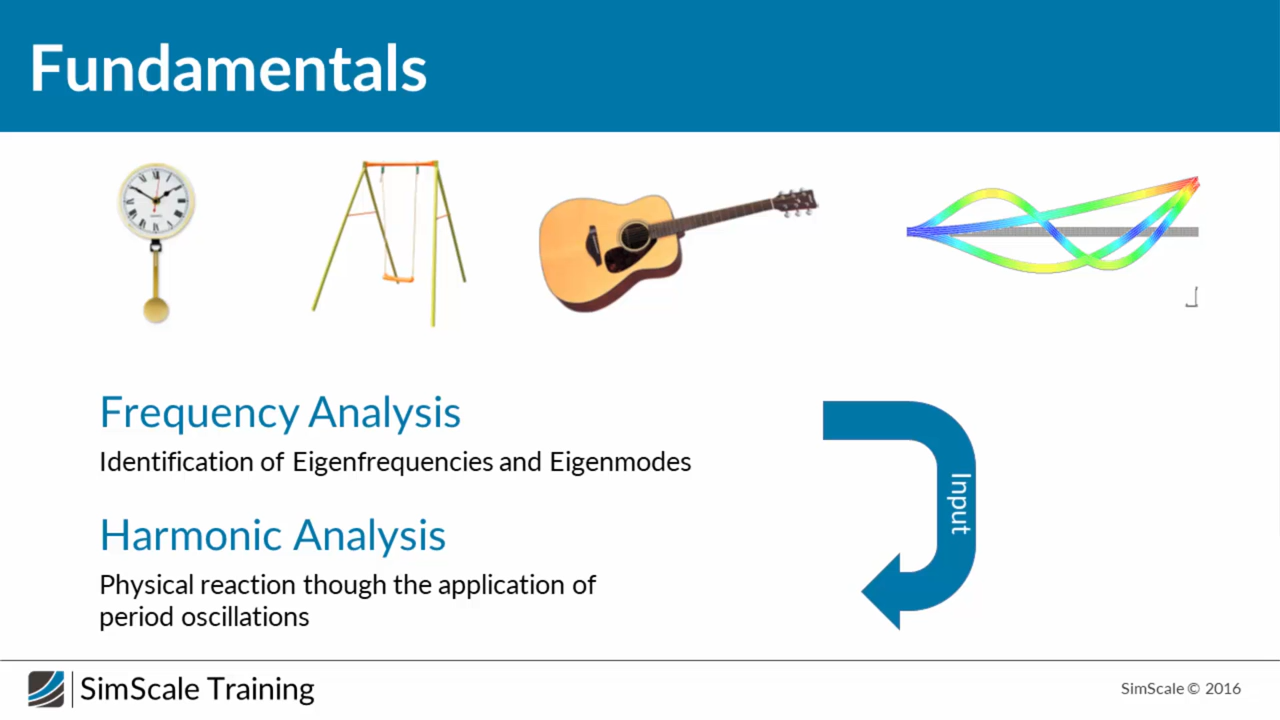 Fundamentals
Frequency Analysis
Identification of Eigenfrequencies and Eigenmodes
Input
Harmonic Analysis
Physical reaction though the application of
period oscillations
SimScale Training
SimScale © 2016